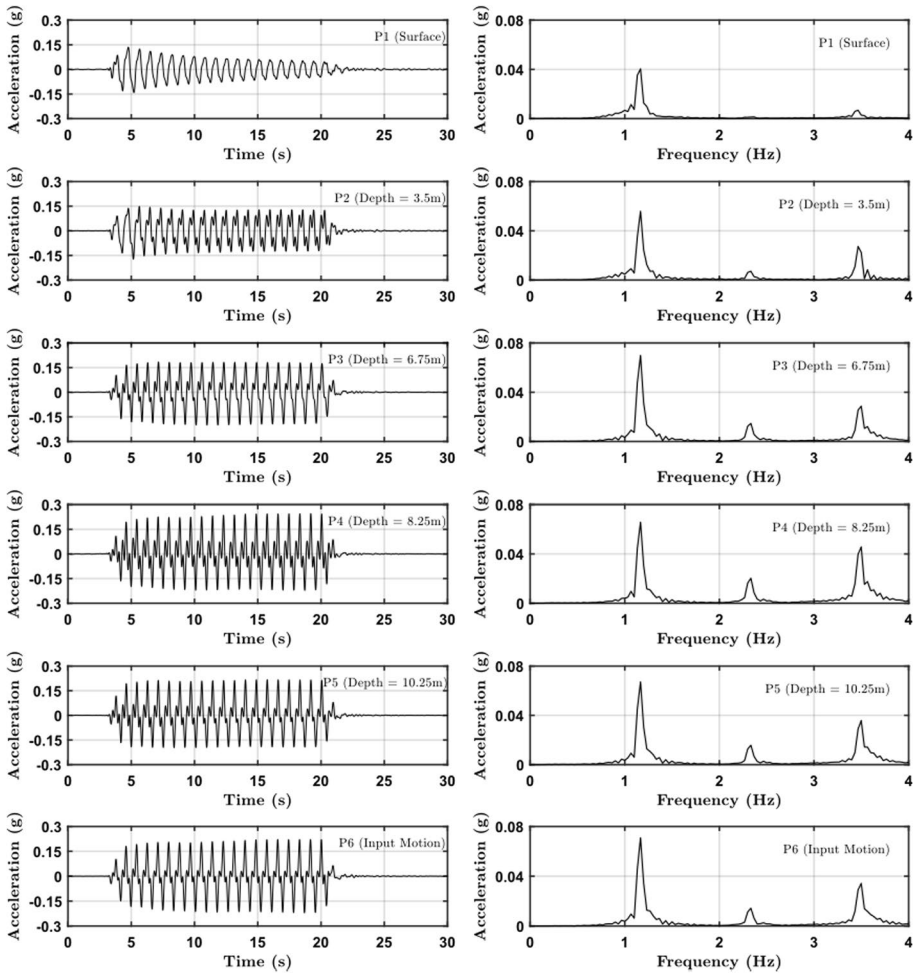 Acceleration (g)
0.3
0.15
0
-0.15
-0.3
P1 (Surface)
0 5 10 15 20 25 30
Time (s)
Acceleration (g)
0.08
0.04
0
P1 (Surface)
0 1 2 3 4
Frequency (Hz)
Acceleration (g)
0.3
0.15
0
-0.15
-0.3
P2 (Depth = 3.5m)
0 5 10 15 20 25 30
Time (s)
Acceleration (g)
0.08
0.04
0
P2 (Depth = 3.5m)
0 1 2 3 4
Frequency (Hz)
Acceleration (g)
0.3
0.15
0
-0.15
-0.3
P3 (Depth = 6.75m)
0 5 10 15 20 25 30
Time (s)
Acceleration (g)
0.08
0.04
0
P3 (Depth = 6.75m)
0 1 2 3 4
Frequency (Hz)
Acceleration (g)
0.3
0.15
0
-0.15
-0.3
P4 (Depth = 8.25m)
0 5 10 15 20 25 30
Time (s)
Acceleration (g)
0.08
0.04
0
P4 (Depth = 8.25m)
0 1 2 3 4
Frequency (Hz)
Acceleration (g)
0.3
0.15
0
-0.15
-0.3
P5 (Depth = 10.25m)
0 5 10 15 20 25 30
Time (s)
Acceleration (g)
0.08
0.04
0
P5 (Depth = 10.25m)
0 1 2 3 4
Frequency (Hz)
Acceleration (g)
0.3
0.15
0
-0.15
-0.3
P6 (Input Motion)
0 5 10 15 20 25 30
Time (s)
Acceleration (g)
0.08
0.04
0
P6 (Input Motion)
0 1 2 3 4
Frequency (Hz)